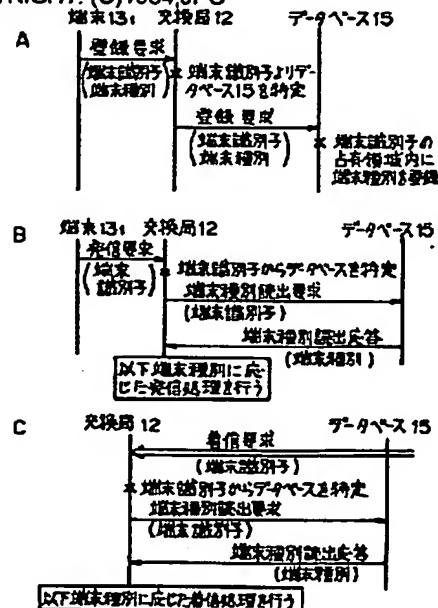 端末13₁ 交換局12 データベース15
A
登録要求
(端末識別子
端末種別)
* 端末識別子よりデー
タベース15を特定
登録要求
(端末識別子
端末種別)
* 端末識別子の
占有領域内に
端末種別を登録
B
端末13₁ 交換局12 データベース15
発信要求
(端末
識別子)
* 端末識別子からデータベースを特定
端末種別読出要求
(端末識別子)
端末種別読出応答
(端末種別)
以下端末種別に応
じた発信処理を行う
C
交換局12 データベース15
着信要求
(端末識別子)
* 端末識別子からデータベースを特定
端末種別読出要求
(端末識別子)
端末種別読出応答
(端末種別)
以下端末種別に応じた着信処理を行う